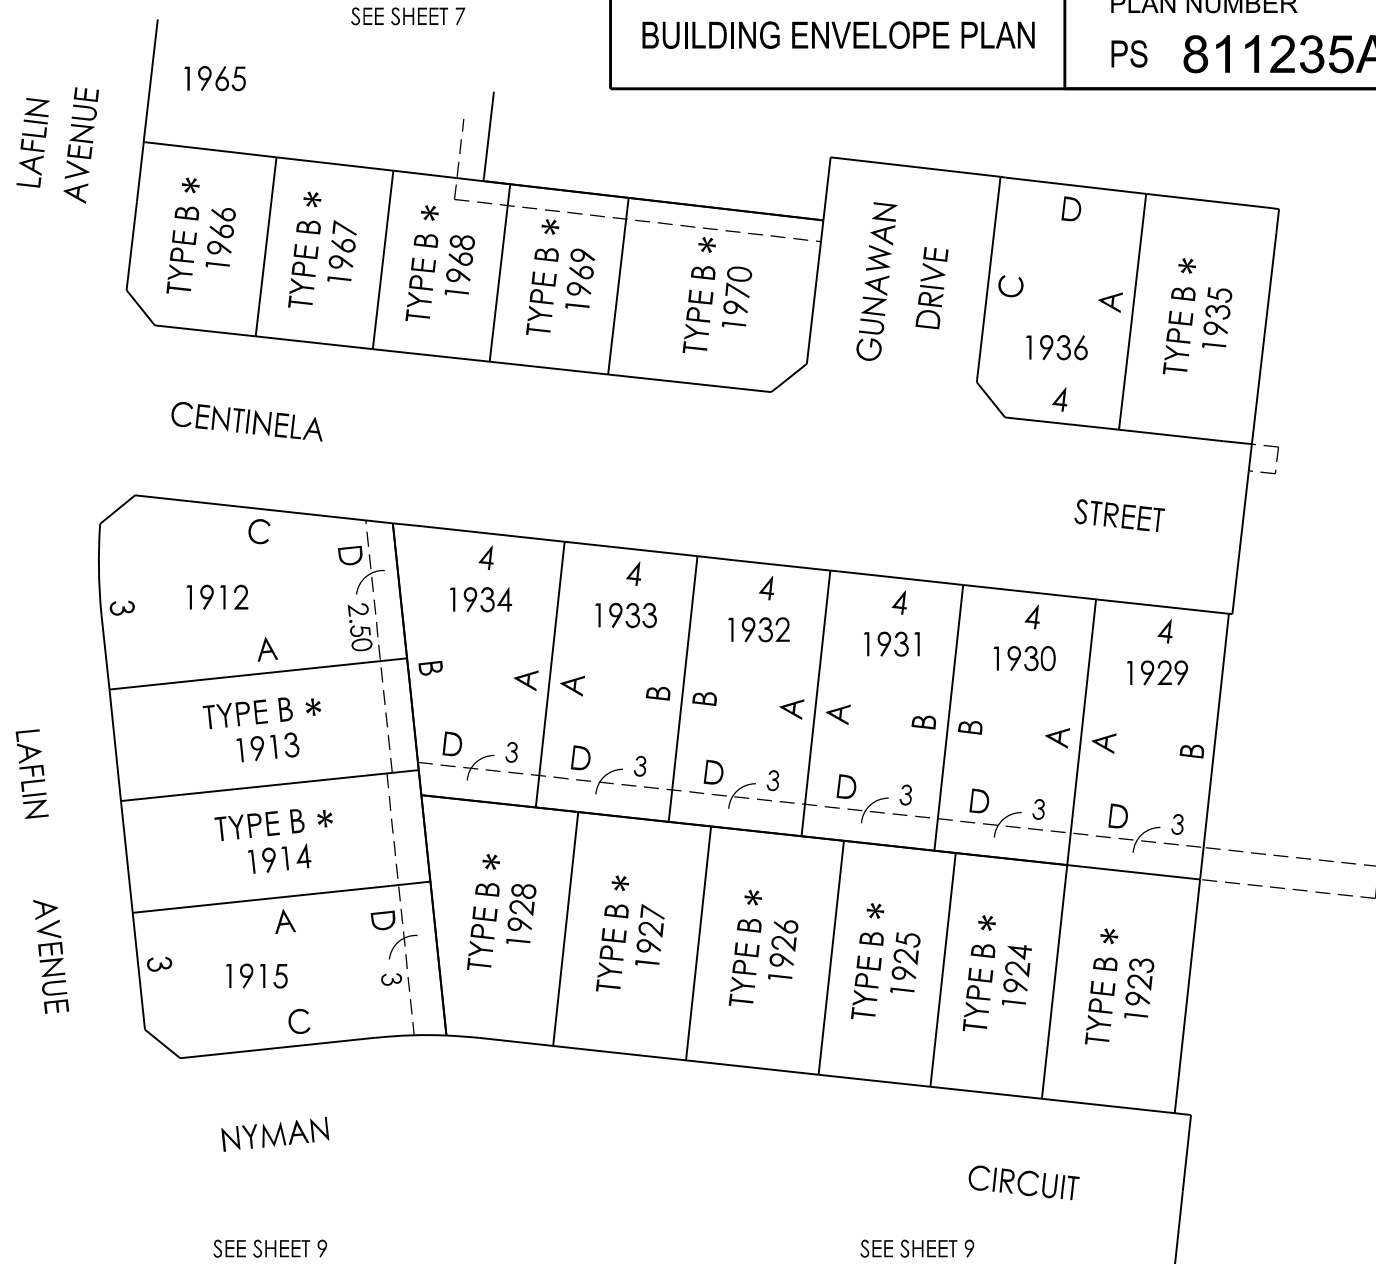 SEE SHEET 7
BUILDING ENVELOPE PLAN
PLAN NUMBER
PS 811235A
LAFLIN
AVENUE
1965
TYPE B *
1966
TYPE B *
1967
TYPE B *
1968
TYPE B *
1969
TYPE B *
1970
GUNAWAN
DRIVE
D
C
A
1936
4
TYPE B *
1935
CENTINELA
STREET
C
D
3
1912
2.50
A
4
1934
B
A
D
3
4
1933
A
B
D
3
4
1932
B
A
D
3
4
1931
A
B
D
3
4
1930
B
A
D
3
4
1929
A
B
D
3
TYPE B *
1913
TYPE B *
1914
LAFLIN
AVENUE
A
D
3
1915
3
C
TYPE B *
1928
TYPE B *
1927
TYPE B *
1926
TYPE B *
1925
TYPE B *
1924
TYPE B *
1923
NYMAN
CIRCUIT
SEE SHEET 9
SEE SHEET 9